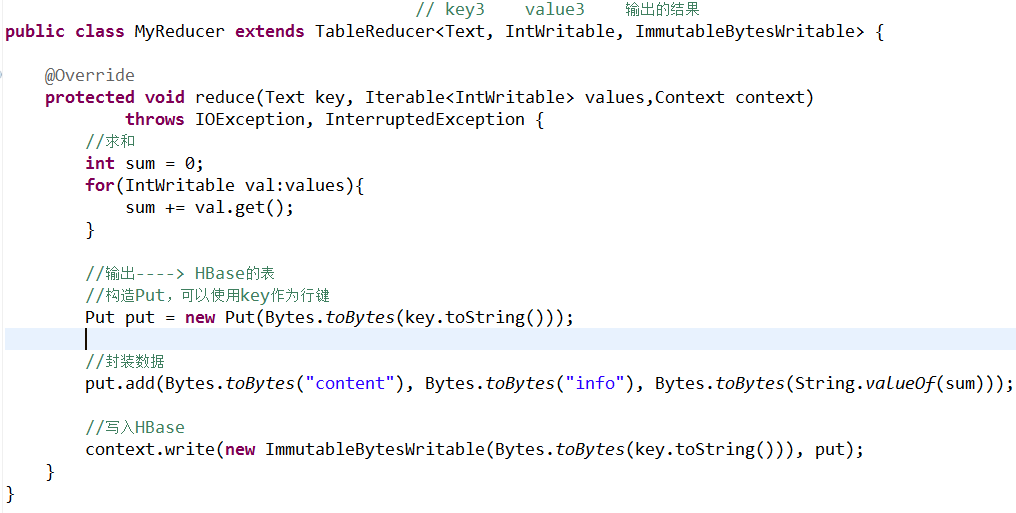 // key3    value3    输出的结果
public class MyReducer extends TableReducer<Text, IntWritable, ImmutableBytesWritable> {
@Override
protected void reduce(Text key, Iterable<IntWritable> values,Context context)
throws IOException, InterruptedException {
//求和
int sum = 0;
for(IntWritable val:values){
sum += val.get();
}
//输出----> HBase的表
//构造Put，可以使用key作为行键
Put put = new Put(Bytes.toBytes(key.toString()));
//封装数据
put.add(Bytes.toBytes("content"), Bytes.toBytes("info"), Bytes.toBytes(String.valueOf(sum)));
//写入HBase
context.write(new ImmutableBytesWritable(Bytes.toBytes(key.toString())), put);
}
}